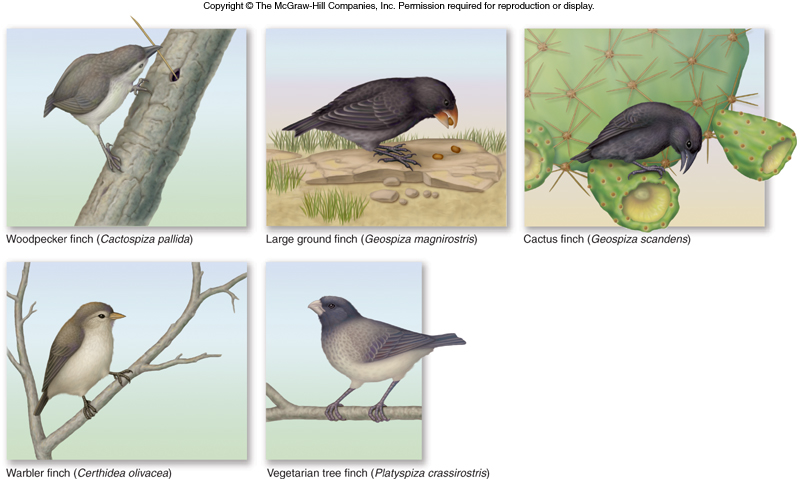 Copyright © The McGraw-Hill Companies, Inc. Permission required for reproduction or display.
Woodpecker finch (Cactospiza pallida)
Large ground finch (Geospiza magnirostris)
Cactus finch (Geospiza scandens)
Warbler finch (Certhidea olivacea)
Vegetarian tree finch (Platyspiza crassirostris)